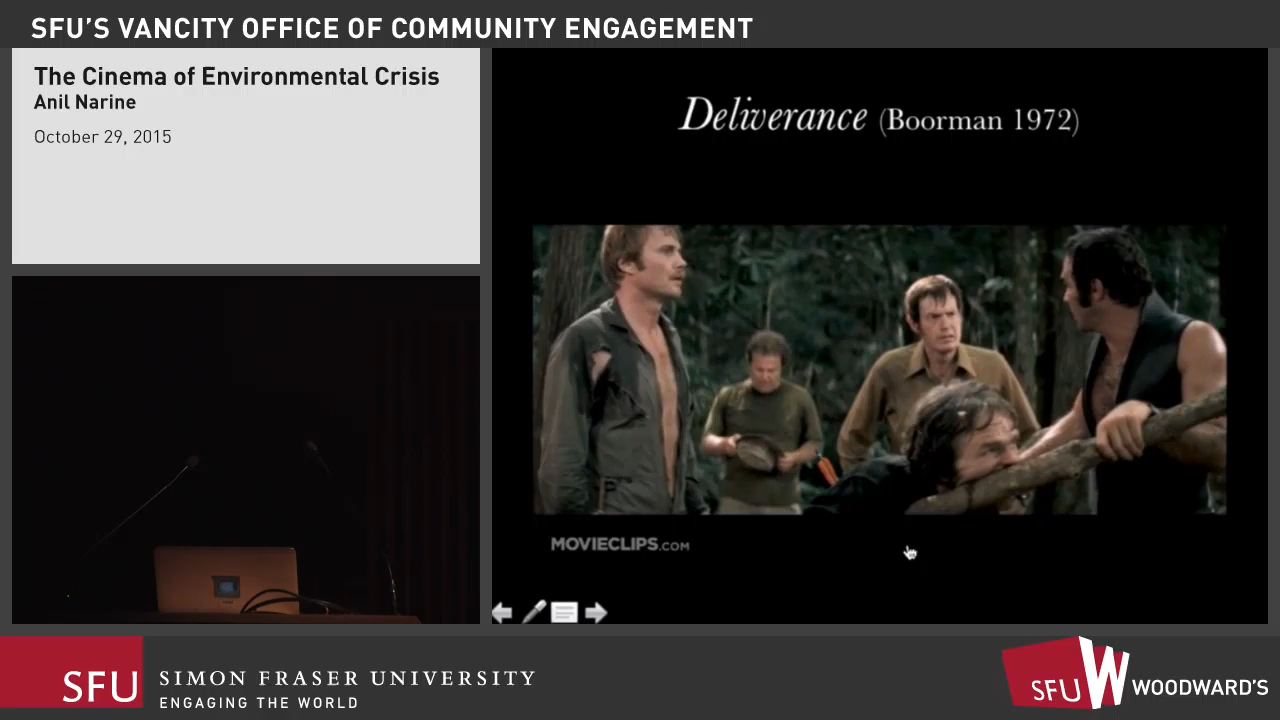 SFU'S VANCITY OFFICE OF COMMUNITY ENGAGEMENT
The Cinema of Environmental Crisis
Anil Narine
October 29, 2015
Deliverance (Boorman 1972)
MOVIECLIPS.COM
SFU
SIMON FRASER UNIVERSITY
ENGAGING THE WORLD
SFU W WOODWARD'S